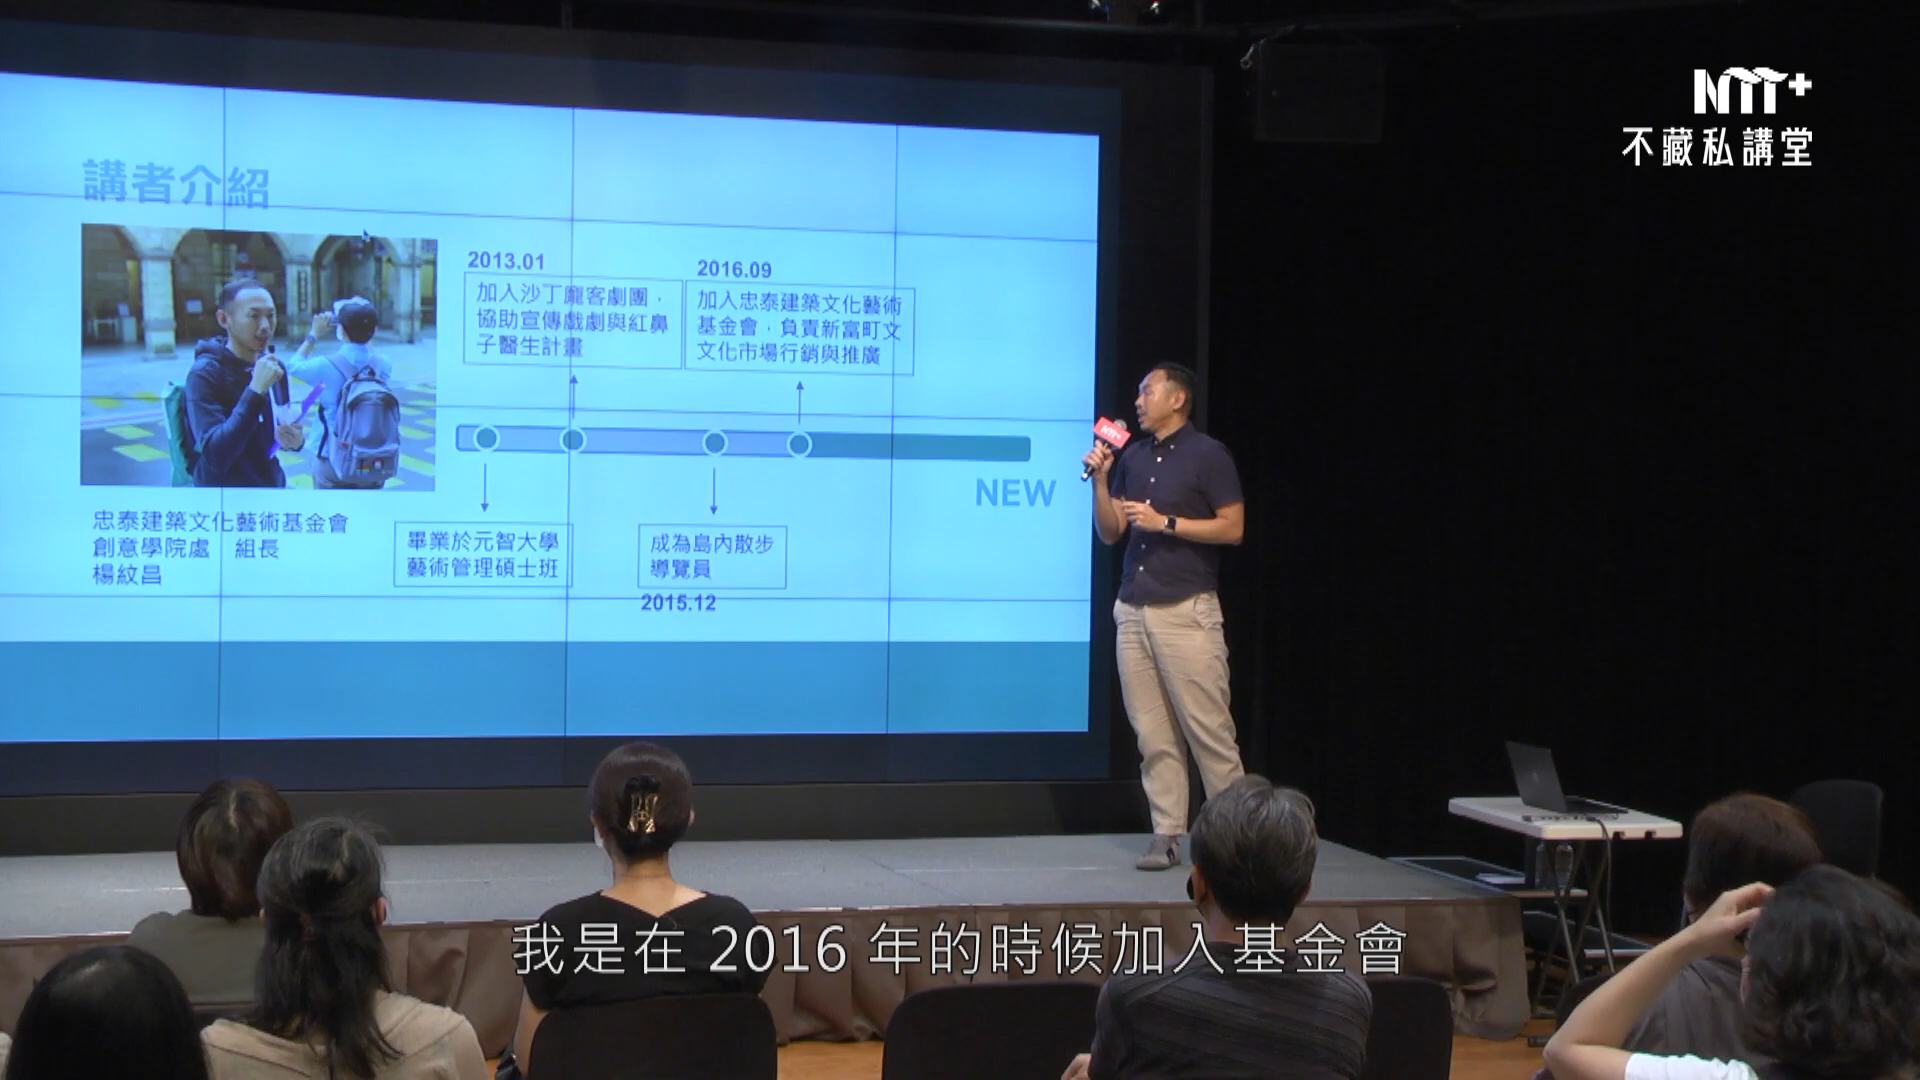 NTT+
不藏私講堂
講者介紹
2013.01
加入沙丁龐客劇團，
協助宣傳戲劇與紅鼻
子醫生計畫
2016.09
加入忠泰建築文化藝術
基金會，負責新富町文
文化市場行銷與推廣
NEW
忠泰建築文化藝術基金會
創意學院處　組長
楊紋昌
畢業於元智大學
藝術管理碩士班
成為島內散步
導覽員
2015.12
NTT+
我是在 2016 年的時候加入基金會